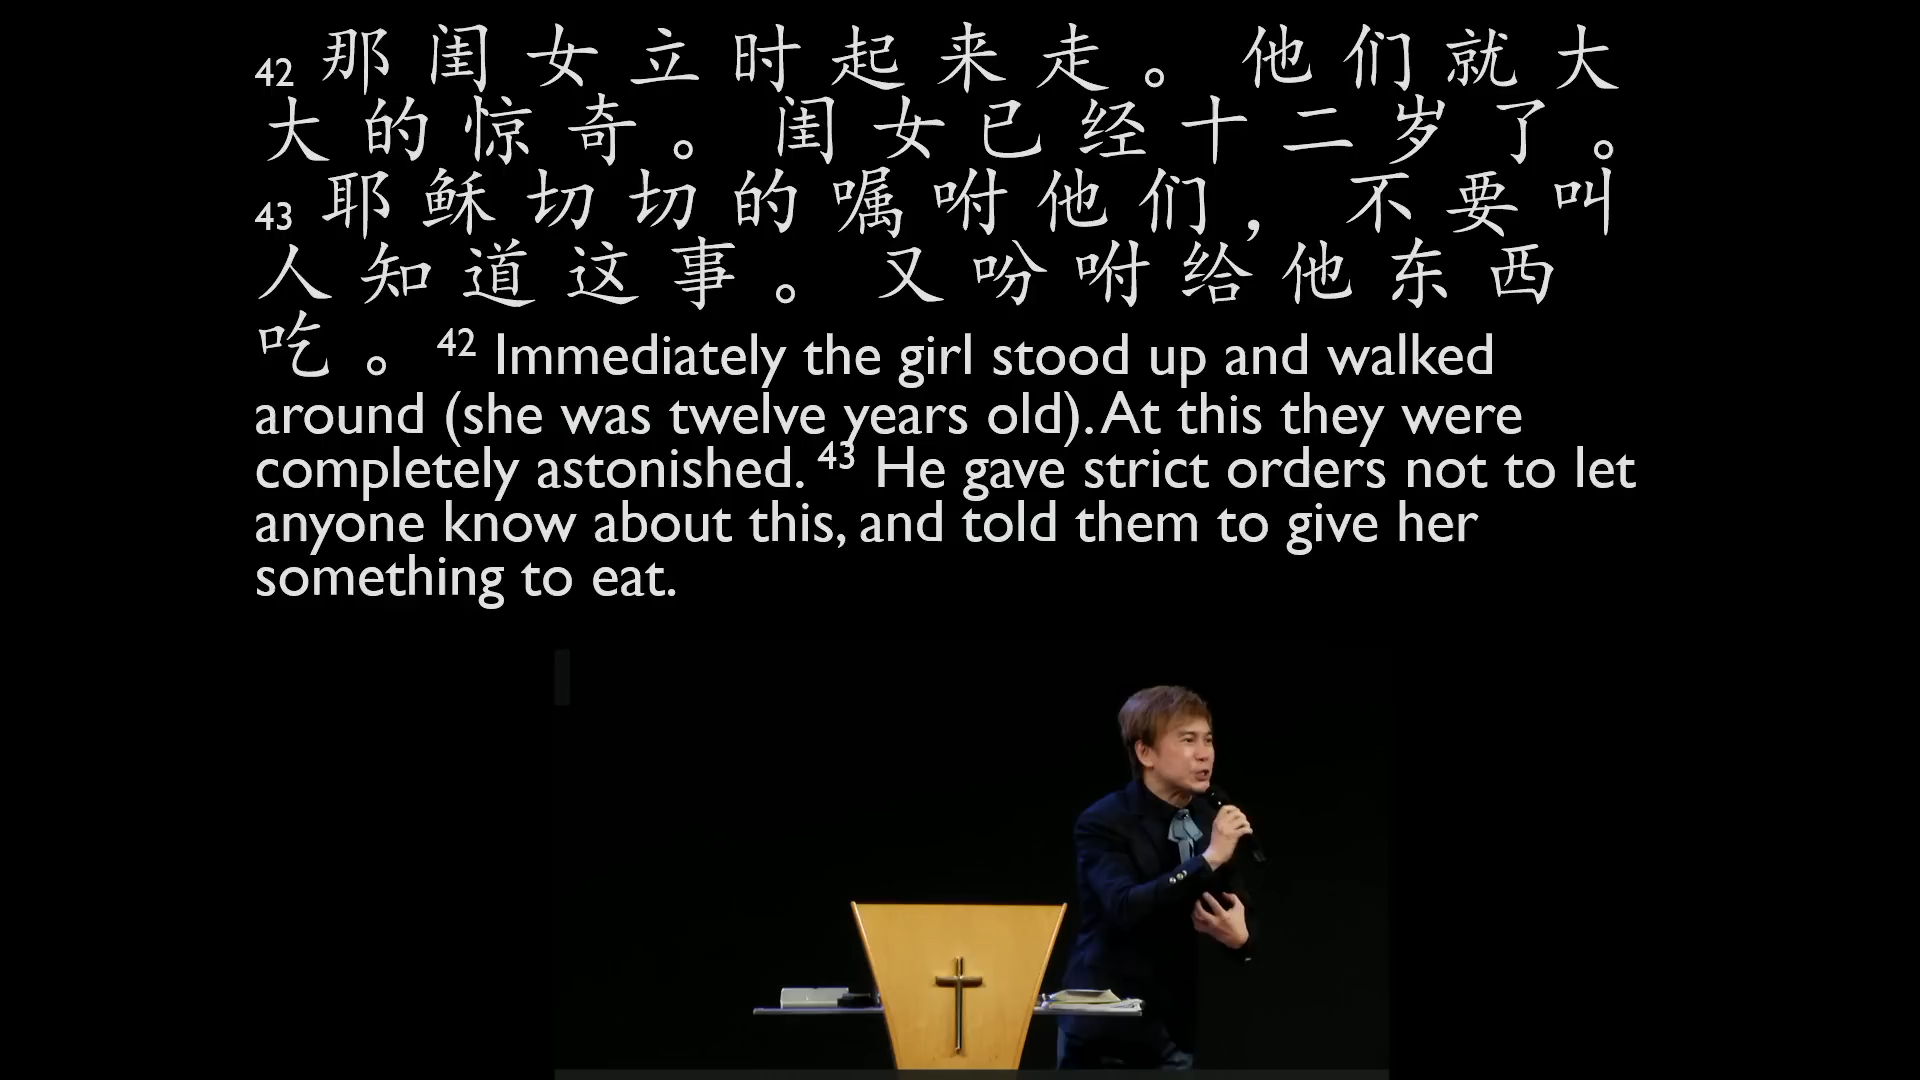 42 那闺女立时起来走。他们就大
大的惊奇。闺女已经十二岁了。
43 耶稣切切的嘱咐他们，不要叫
人知道这事。又吩咐给他东西
吃。42 Immediately the girl stood up and walked
around (she was twelve years old). At this they were
completely astonished. 43 He gave strict orders not to let
anyone know about this, and told them to give her
something to eat.